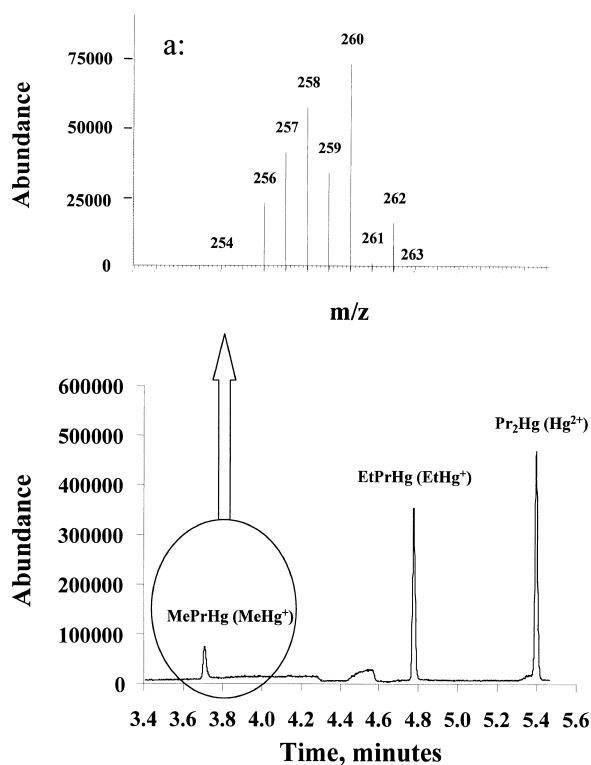 a:
Abundance
75000
50000
25000
0
254
256
257
258
259
260
261
262
263
m/z
Abundance
600000
500000
400000
300000
200000
100000
0
MePrHg (MeHg⁺)
EtPrHg (EtHg⁺)
Pr₂Hg (Hg²⁺)
3.4 3.6 3.8 4.0 4.2 4.4 4.6 4.8 5.0 5.2 5.4 5.6
Time, minutes